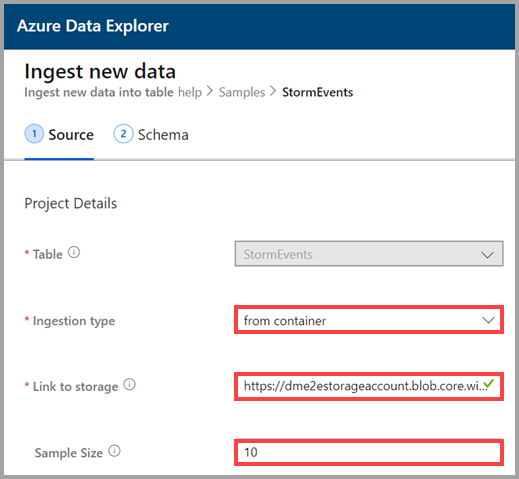 Azure Data Explorer
Ingest new data
Ingest new data into table help > Samples > StormEvents
1 Source 2 Schema
Project Details
* Table StormEvents
* Ingestion type from container
* Link to storage https://dme2estorageaccount.blob.core.wi...
Sample Size 10